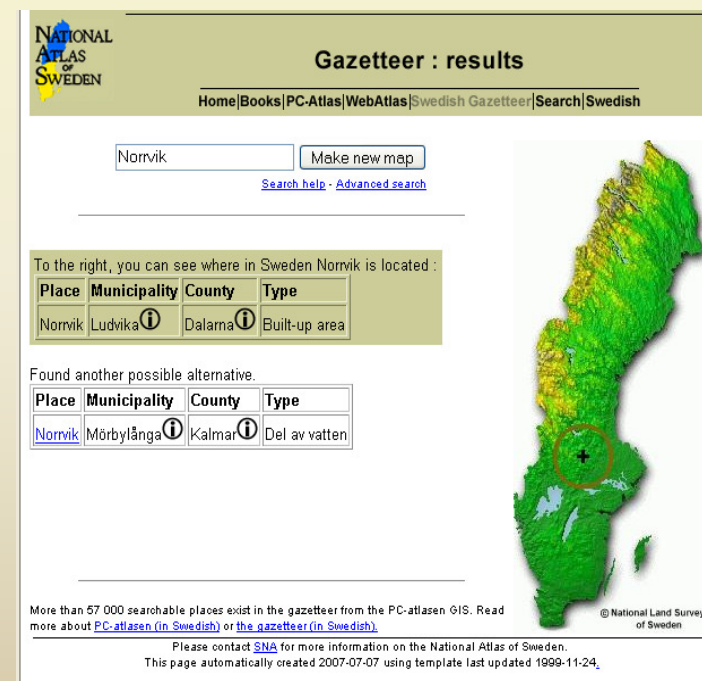 NATIONAL
ATLAS
OF
SWEDEN
Gazetteer : results
Home|Books|PC-Atlas|WebAtlas|Swedish Gazetteer|Search|Swedish
Norrvik Make new map
Search help - Advanced search
To the right, you can see where in Sweden Norrvik is located :
Place Municipality County Type
Norrvik Ludvika Dalarna Built-up area
Found another possible alternative.
Place Municipality County Type
Norrvik Mörbylånga Kalmar Del av vatten
More than 57 000 searchable places exist in the gazetteer from the PC-atlasen GIS. Read
more about PC-atlasen (in Swedish) or the gazetteer (in Swedish).
© National Land Survey
of Sweden
Please contact SNA for more information on the National Atlas of Sweden.
This page automatically created 2007-07-07 using template last updated 1999-11-24.